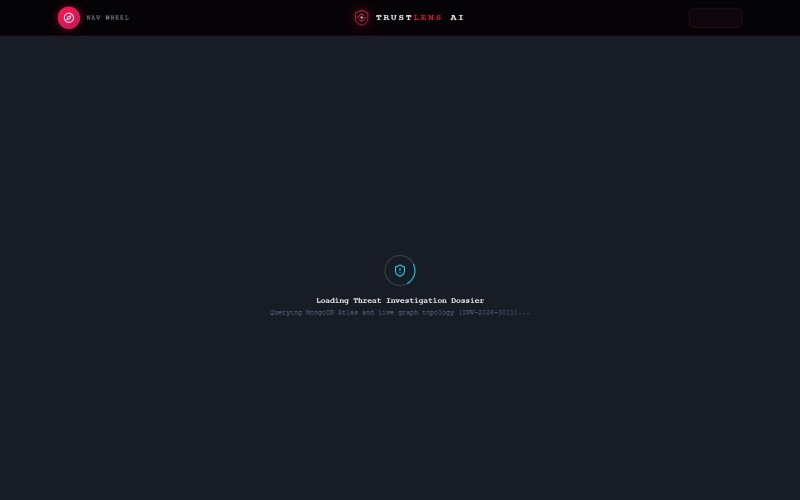 NAV WHEEL
TRUSTLENS AI
Loading Threat Investigation Dossier
Querying MongoDB Atlas and live graph topology (INV-2026-0011)...